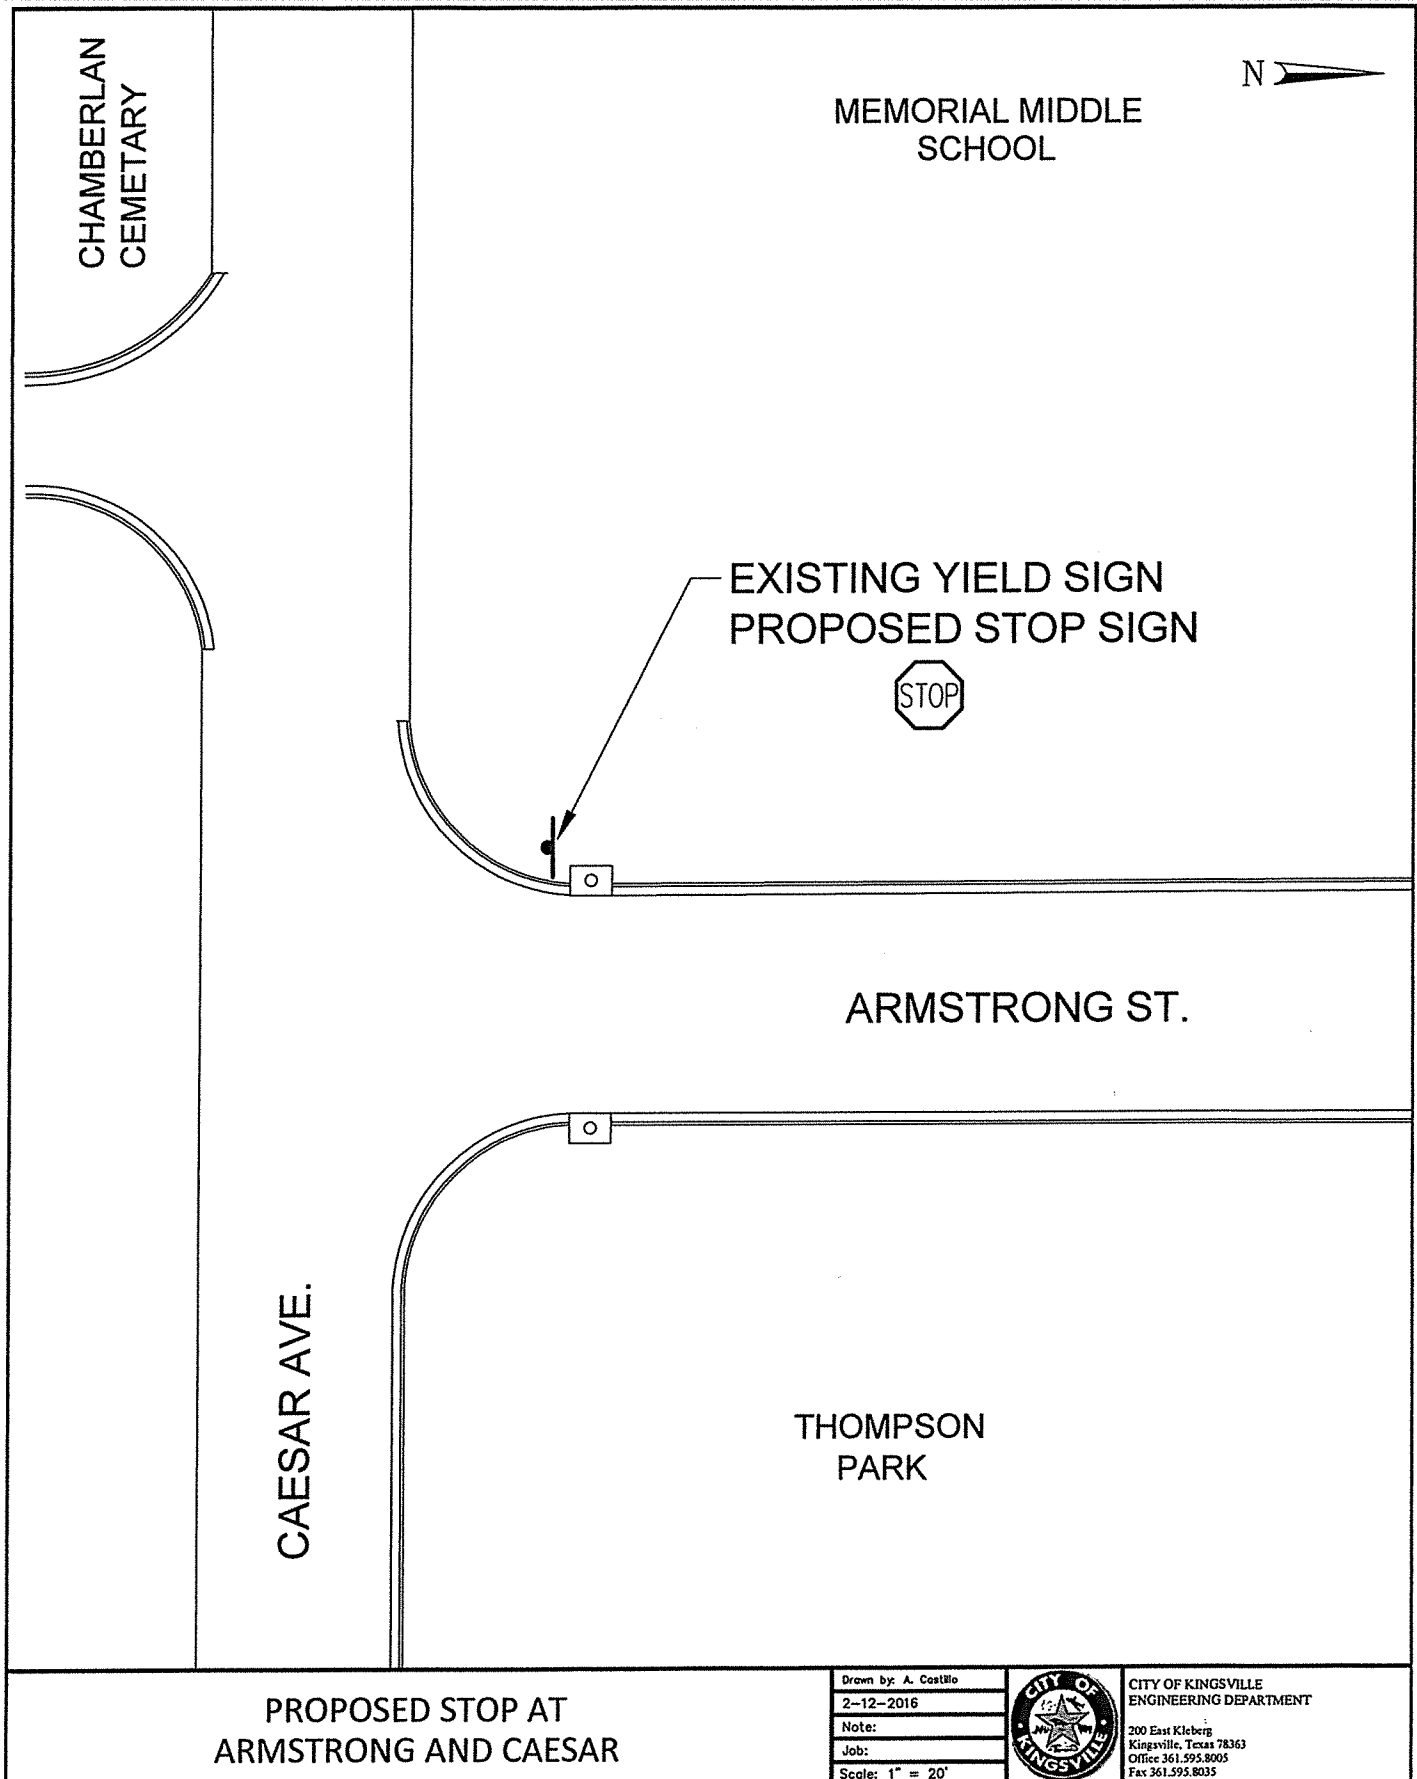 CHAMBERLAN
CEMETARY
MEMORIAL MIDDLE
SCHOOL
N
EXISTING YIELD SIGN
PROPOSED STOP SIGN
STOP
ARMSTRONG ST.
CAESAR AVE.
THOMPSON
PARK
PROPOSED STOP AT
ARMSTRONG AND CAESAR
Drawn by: A. Castillo
2-12-2016
Note:
Job:
Scale: 1" = 20'
CITY OF
KINGSVILLE
CITY OF KINGSVILLE
ENGINEERING DEPARTMENT
200 East Kleberg
Kingsville, Texas 78363
Office 361.595.8005
Fax 361.595.8035